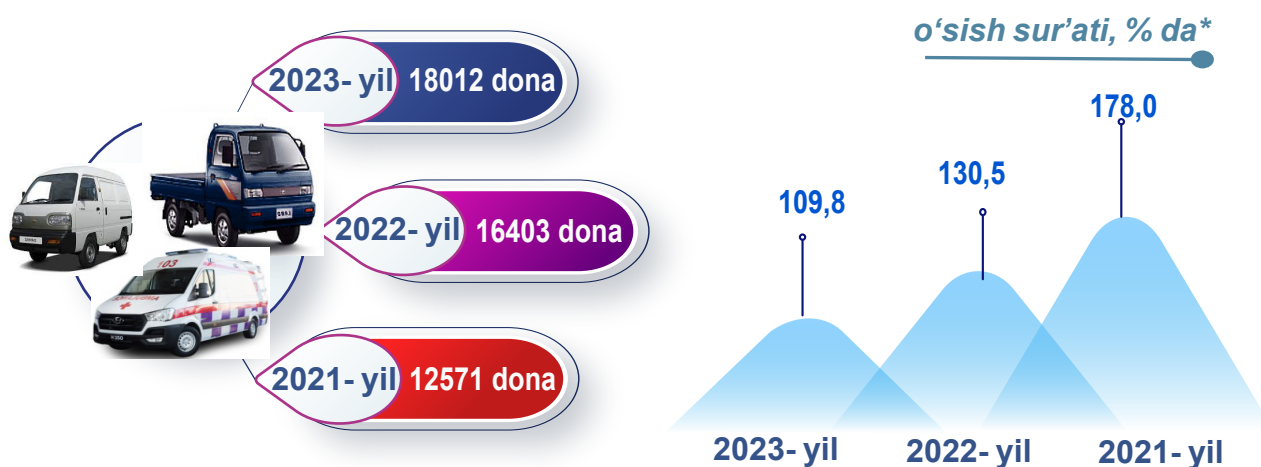 2023- yil 18012 dona
2022- yil 16403 dona
2021- yil 12571 dona
103
o‘sish sur’ati, % da*
109,8
130,5
178,0
2023- yil
2022- yil
2021- yil